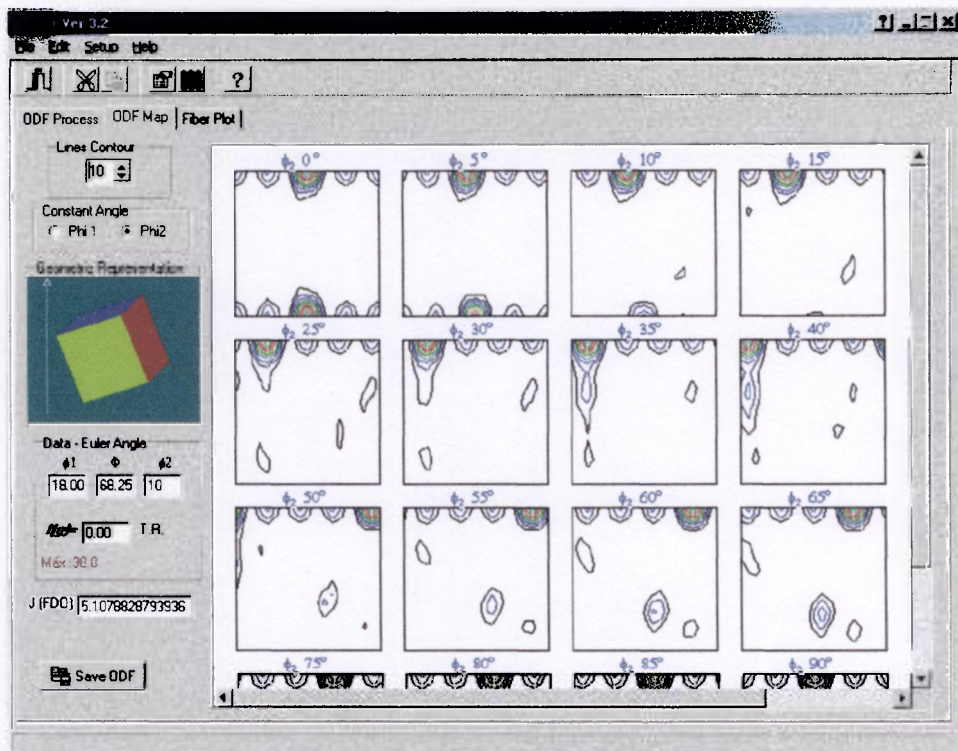 Ver 3.2
File Edit Setup Help
ODF Process ODF Map Fiber Plot
Lines Contour
10
Constant Angle
Phi 1 Phi2
Geometric Representation
Data - Euler Angle
ϕ1 Φ ϕ2
18.00 68.25 10
0.00 T.R.
Máx: 38.0
J (FDO) 5.1078828793936
Save ODF
ϕ2 0° ϕ2 5° ϕ2 10° ϕ2 15°
ϕ2 25° ϕ2 30° ϕ2 35° ϕ2 40°
ϕ2 50° ϕ2 55° ϕ2 60° ϕ2 65°
ϕ2 75° ϕ2 80° ϕ2 85° ϕ2 90°